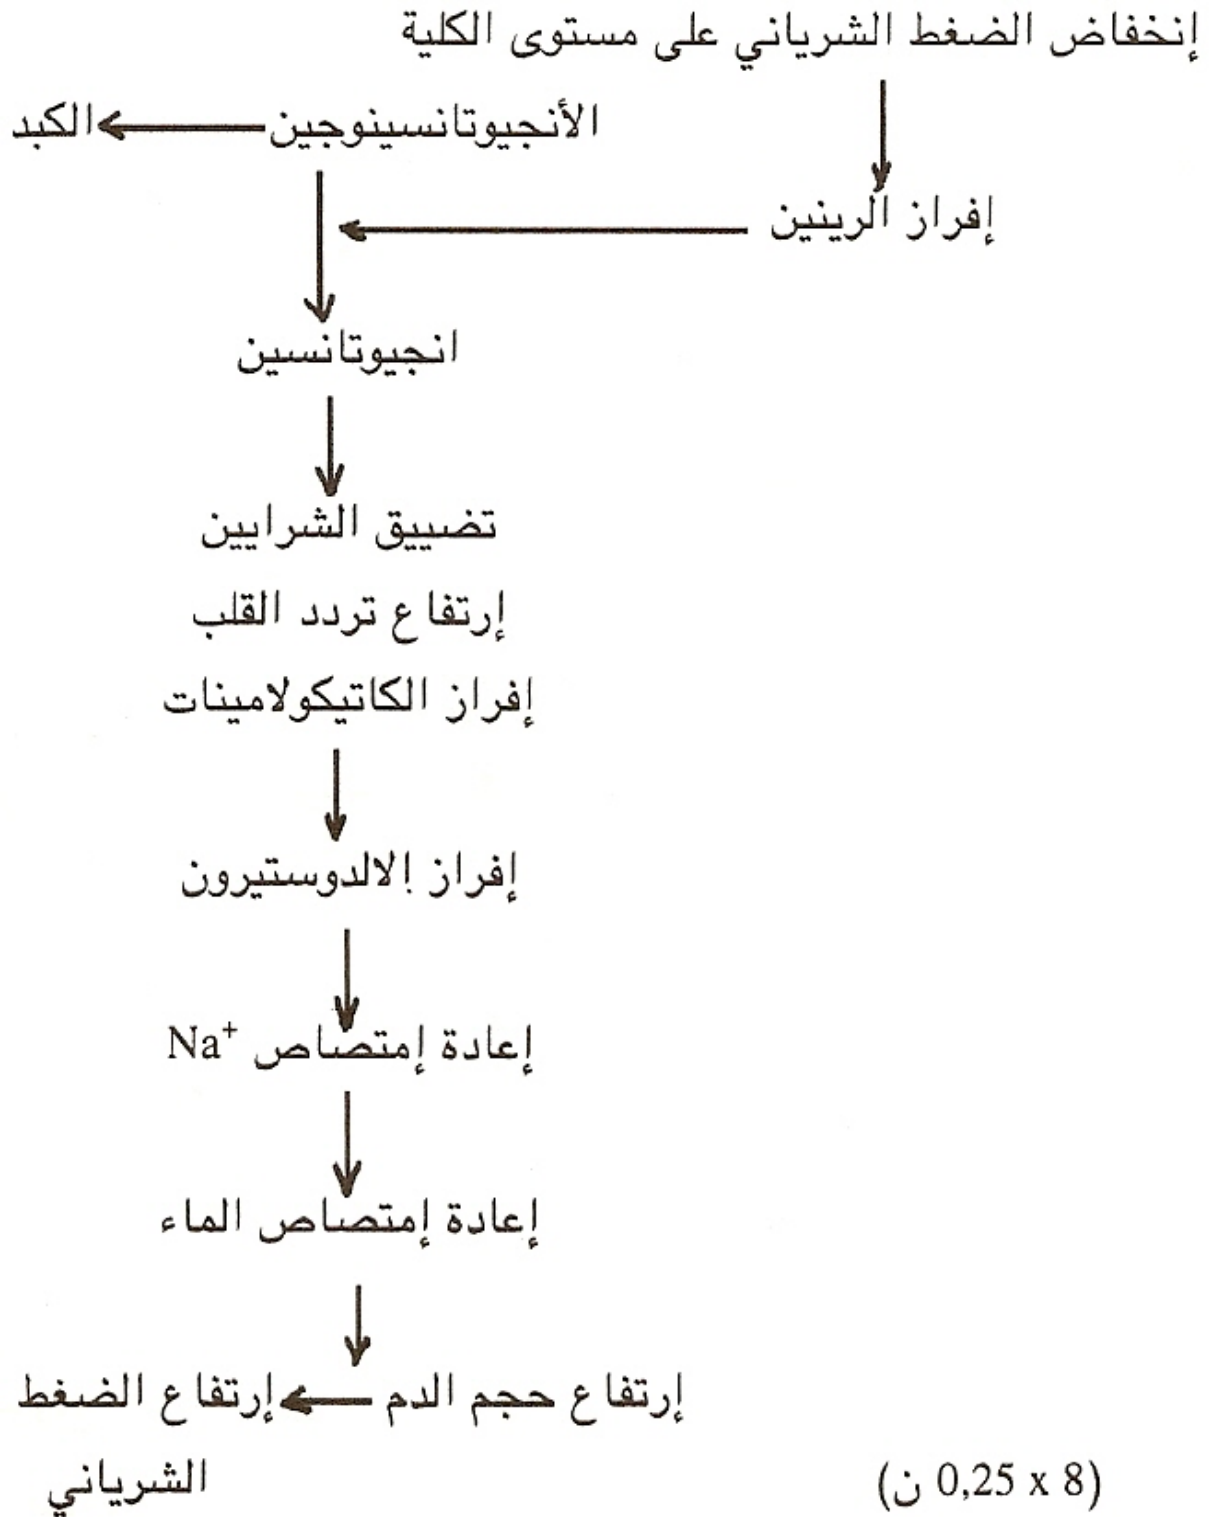 إنخفاض الضغط الشرياني على مستوى الكلية
الأنجيوتانسينوجين الكبد
إفراز الرينين
انجيوتانسين
تضييق الشرايين
إرتفاع تردد القلب
إفراز الكاتيكولامينات
إفراز الالدوستيرون
إعادة إمتصاص Na⁺
إعادة إمتصاص الماء
إرتفاع حجم الدم إرتفاع الضغط
الشرياني
(8 x 0,25 ن)